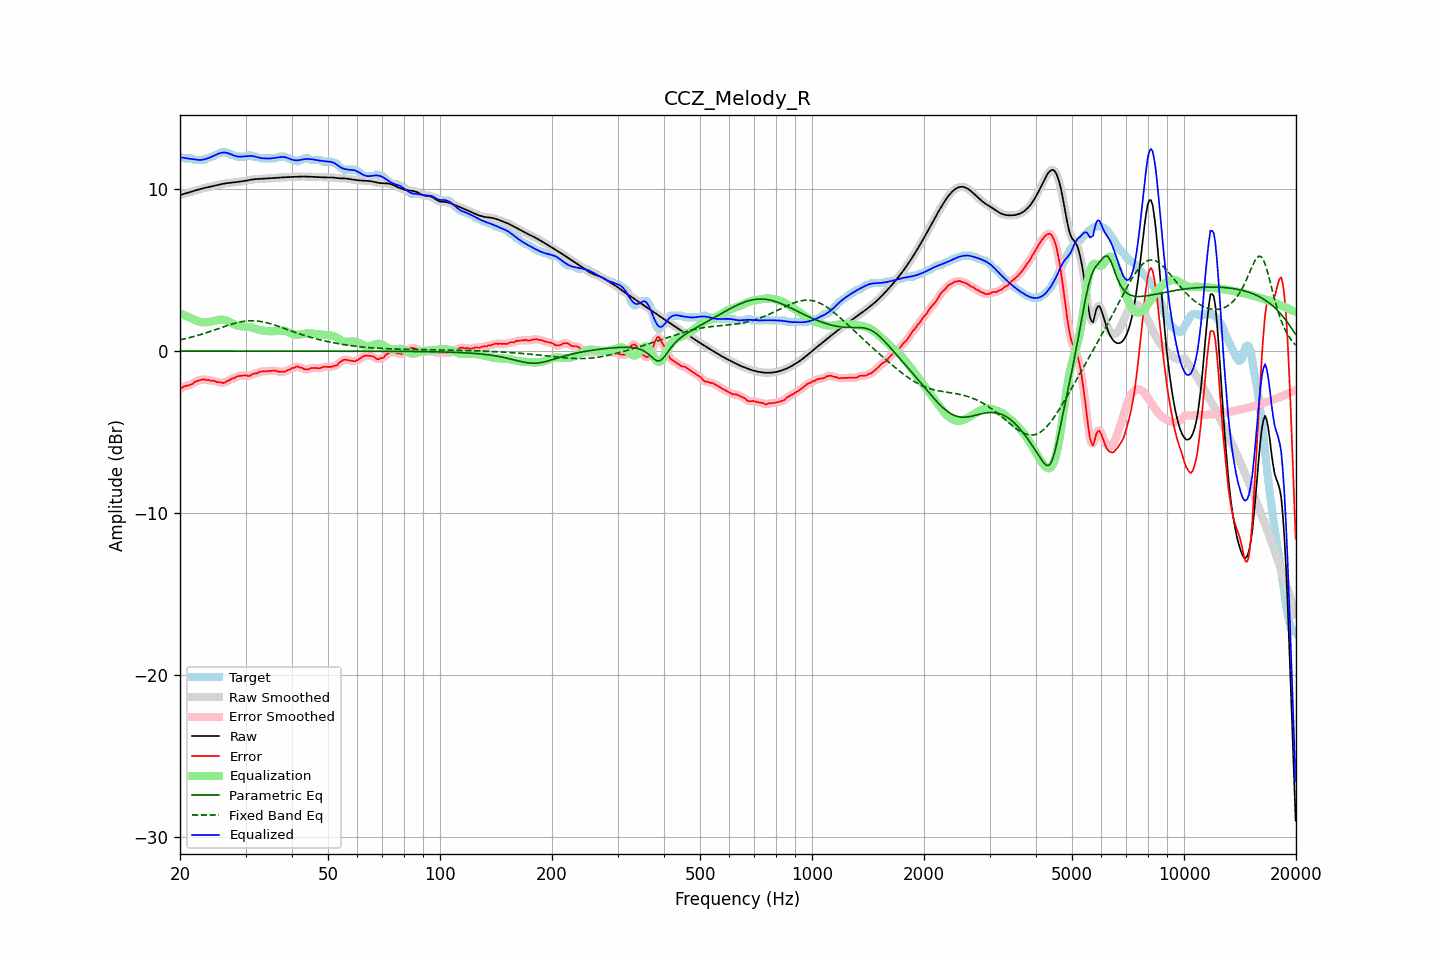 CCZ_Melody_R
Amplitude (dBr)
10
0
−10
−20
−30
Target
Raw Smoothed
Error Smoothed
Raw
Error
Equalization
Parametric Eq
Fixed Band Eq
Equalized
20
50
100
200
500
1000
2000
5000
10000
20000
Frequency (Hz)